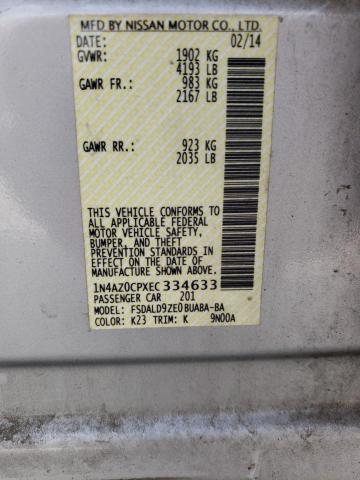 MFD BY NISSAN MOTOR CO., LTD.
DATE: 02/14
GVWR: 1902 KG
4193 LB
GAWR FR.: 983 KG
2167 LB
GAWR RR.: 923 KG
2035 LB
THIS VEHICLE CONFORMS TO
ALL APPLICABLE FEDERAL
MOTOR VEHICLE SAFETY,
BUMPER, AND THEFT
PREVENTION STANDARDS IN
EFFECT ON THE DATE OF
MANUFACTURE SHOWN ABOVE.
1N4AZ0CPXEC334633
PASSENGER CAR 201
MODEL: FSDALD9ZE0BUABA-BA
COLOR: K23 TRIM: K 9N00A